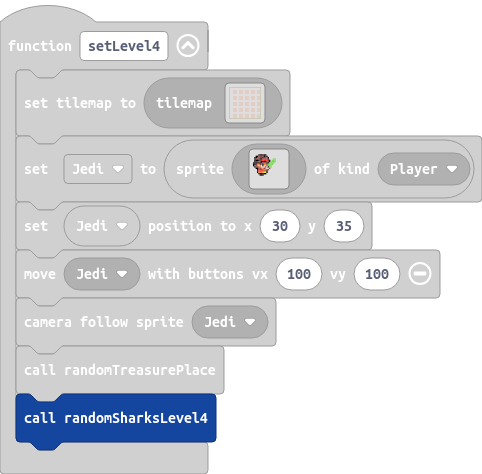 function setLevel4
set tilemap to tilemap
set Jedi to sprite of kind Player
set Jedi position to x 30 y 35
move Jedi with buttons vx 100 vy 100
camera follow sprite Jedi
call randomTreasurePlace
call randomSharksLevel4